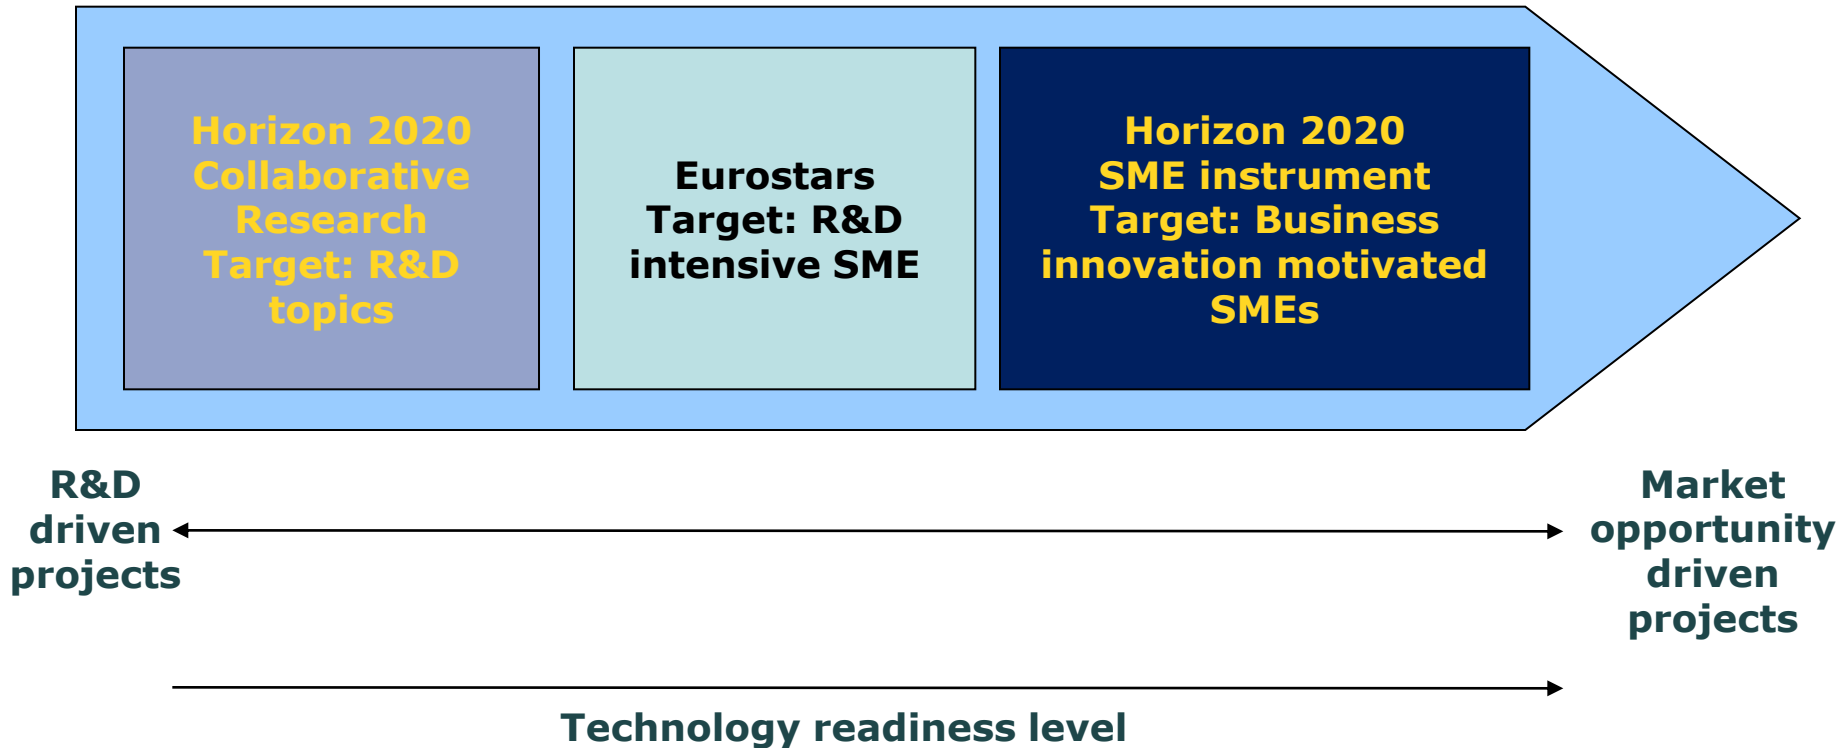 Horizon 2020
Collaborative
Research
Target: R&D
topics
Eurostars
Target: R&D
intensive SME
Horizon 2020
SME instrument
Target: Business
innovation motivated
SMEs
R&D
driven
projects
Market
opportunity
driven
projects
Technology readiness level